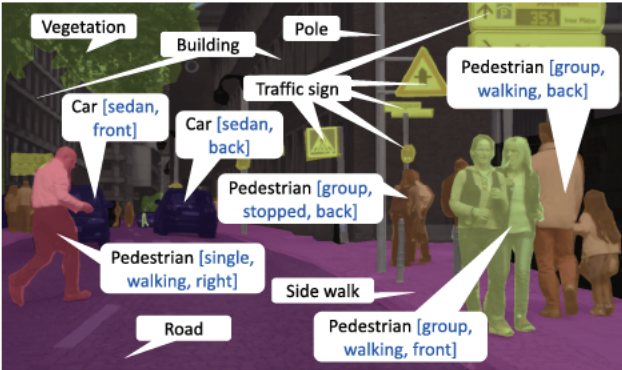 Vegetation
Building
Pole
Traffic sign
Car [sedan,
front]
Car [sedan,
back]
Pedestrian [group,
walking, back]
Pedestrian [group,
stopped, back]
Pedestrian [single,
walking, right]
Side walk
Road
Pedestrian [group,
walking, front]
P
351